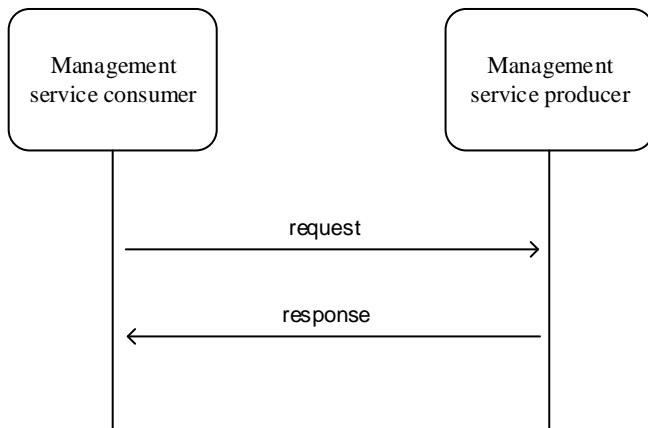 Management
service consumer
Management
service producer
request
response